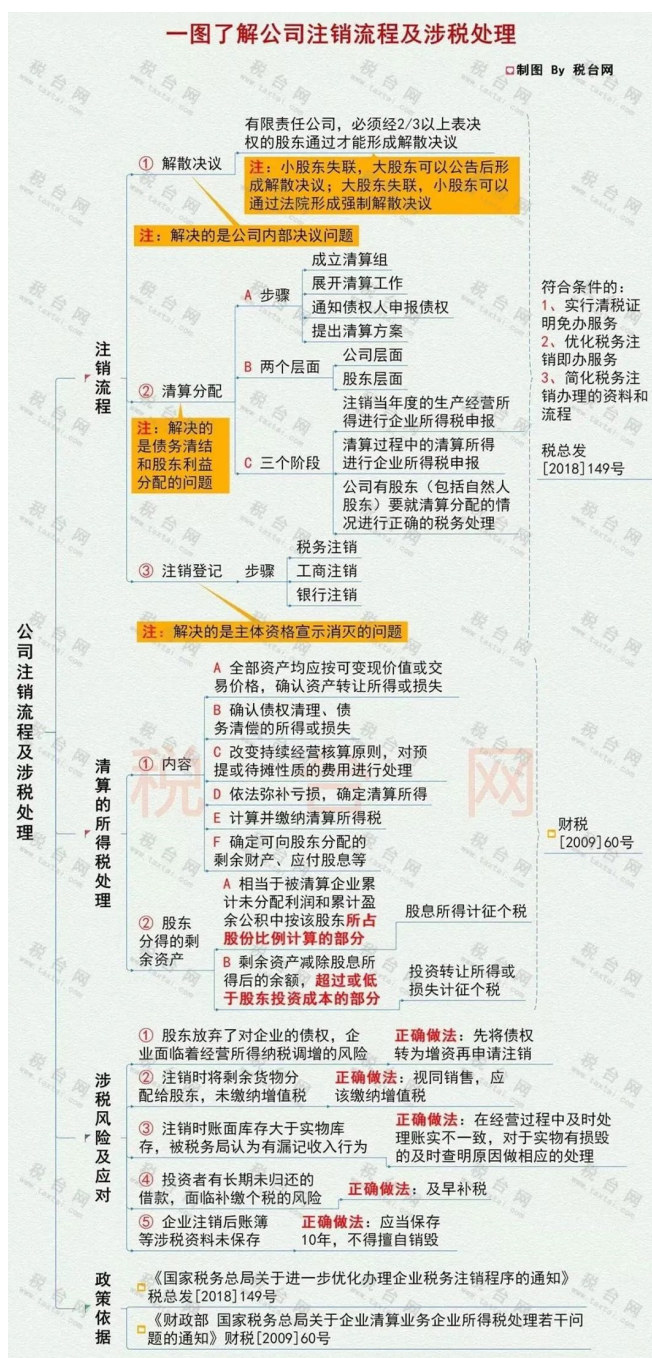 一图了解公司注销流程及涉税处理
制图 By 税台网
公司注销流程及涉税处理
注销流程
① 解散决议
有限责任公司，必须经2/3以上表决
权的股东通过才能形成解散决议
注：小股东失联，大股东可以公告后形
成解散决议；大股东失联，小股东可以
通过法院形成强制解散决议
注：解决的是公司内部决议问题
② 清算分配
注：解决的
是债务清结
和股东利益
分配的问题
A 步骤
成立清算组
展开清算工作
通知债权人申报债权
提出清算方案
B 两个层面
公司层面
股东层面
C 三个阶段
注销当年度的生产经营所
得进行企业所得税申报
清算过程中的清算所得
进行企业所得税申报
公司有股东（包括自然人
股东）要就清算分配的情
况进行正确的税务处理
③ 注销登记
步骤
税务注销
工商注销
银行注销
注：解决的是主体资格宣示消灭的问题
符合条件的：
1、实行清税证
明免办服务
2、优化税务注
销即办服务
3、简化税务注
销办理的资料和
流程
税总发
[2018]149号
清算的所得税处理
① 内容
A 全部资产均应按可变现价值或交
易价格，确认资产转让所得或损失
B 确认债权清理、债
务清偿的所得或损失
C 改变持续经营核算原则，对预
提或待摊性质的费用进行处理
D 依法弥补亏损，确定清算所得
E 计算并缴纳清算所得税
F 确定可向股东分配的
剩余财产、应付股息等
② 股东
分得的剩
余资产
A 相当于被清算企业累
计未分配利润和累计盈
余公积中按该股东所占
股份比例计算的部分
股息所得计征个税
B 剩余资产减除股息所
得后的余额，超过或低
于股东投资成本的部分
投资转让所得或
损失计征个税
财税
[2009]60号
涉税风险及应对
① 股东放弃了对企业的债权，企
业面临着经营所得纳税调增的风险
正确做法：先将债权
转为增资再申请注销
② 注销时将剩余货物分
配给股东，未缴纳增值税
正确做法：视同销售，应
该缴纳增值税
③ 注销时账面库存大于实物库
存，被税务局认为有漏记收入行为
正确做法：在经营过程中及时处
理账实不一致，对于实物有损毁
的及时查明原因做相应的处理
④ 投资者有长期未归还的
借款，面临补缴个税的风险
正确做法：及早补税
⑤ 企业注销后账簿
等涉税资料未保存
正确做法：应当保存
10年，不得擅自销毁
政策依据
《国家税务总局关于进一步优化办理企业税务注销程序的通知》
税总发[2018]149号
《财政部 国家税务总局关于企业清算业务企业所得税处理若干问
题的通知》财税[2009]60号
税台网
www.taxtai.com